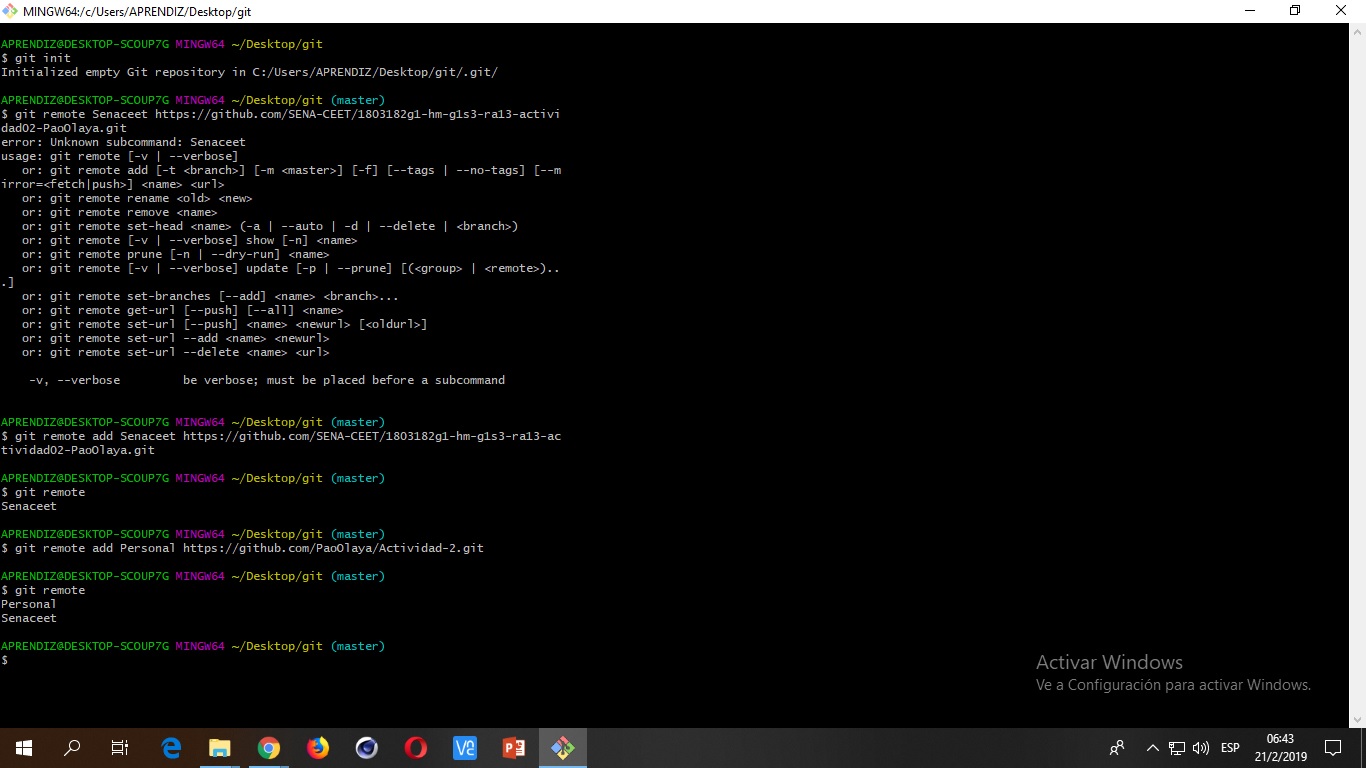 MINGW64:/c/Users/APRENDIZ/Desktop/git
APRENDIZ@DESKTOP-SCOUP7G MINGW64 ~/Desktop/git
$ git init
Initialized empty Git repository in C:/Users/APRENDIZ/Desktop/git/.git/
APRENDIZ@DESKTOP-SCOUP7G MINGW64 ~/Desktop/git (master)
$ git remote Senaceet https://github.com/SENA-CEET/1803182g1-hm-g1s3-ra13-activi
dad02-PaoOlaya.git
error: Unknown subcommand: Senaceet
usage: git remote [-v | --verbose]
   or: git remote add [-t <branch>] [-m <master>] [-f] [--tags | --no-tags] [--m
irror=<fetch|push>] <name> <url>
   or: git remote rename <old> <new>
   or: git remote remove <name>
   or: git remote set-head <name> (-a | --auto | -d | --delete | <branch>)
   or: git remote [-v | --verbose] show [-n] <name>
   or: git remote prune [-n | --dry-run] <name>
   or: git remote [-v | --verbose] update [-p | --prune] [(<group> | <remote>)..
.]
   or: git remote set-branches [--add] <name> <branch>...
   or: git remote get-url [--push] [--all] <name>
   or: git remote set-url [--push] <name> <newurl> [<oldurl>]
   or: git remote set-url --add <name> <newurl>
   or: git remote set-url --delete <name> <url>
    -v, --verbose         be verbose; must be placed before a subcommand
APRENDIZ@DESKTOP-SCOUP7G MINGW64 ~/Desktop/git (master)
$ git remote add Senaceet https://github.com/SENA-CEET/1803182g1-hm-g1s3-ra13-ac
tividad02-PaoOlaya.git
APRENDIZ@DESKTOP-SCOUP7G MINGW64 ~/Desktop/git (master)
$ git remote
Senaceet
APRENDIZ@DESKTOP-SCOUP7G MINGW64 ~/Desktop/git (master)
$ git remote add Personal https://github.com/PaoOlaya/Actividad-2.git
APRENDIZ@DESKTOP-SCOUP7G MINGW64 ~/Desktop/git (master)
$ git remote
Personal
Senaceet
APRENDIZ@DESKTOP-SCOUP7G MINGW64 ~/Desktop/git (master)
$
Activar Windows
Ve a Configuración para activar Windows.
ESP
06:43
21/2/2019